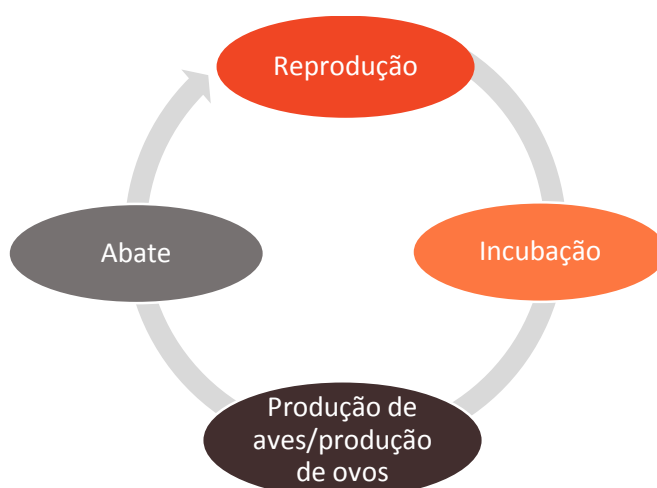 Reprodução
Incubação
Produção de
aves/produção
de ovos
Abate